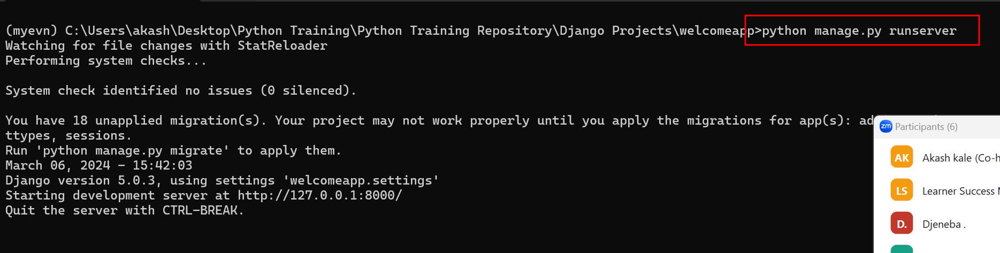 (myevn) C:\Users\akash\Desktop\Python Training\Python Training Repository\Django Projects\welcomeapp>python manage.py runserver
Watching for file changes with StatReloader
Performing system checks...
System check identified no issues (0 silenced).
You have 18 unapplied migration(s). Your project may not work properly until you apply the migrations for app(s): ad
ttypes, sessions.
Run 'python manage.py migrate' to apply them.
March 06, 2024 - 15:42:03
Django version 5.0.3, using settings 'welcomeapp.settings'
Starting development server at http://127.0.0.1:8000/
Quit the server with CTRL-BREAK.
zm Participants (6)
AK Akash kale (Co-h
LS Learner Success
D. Djeneba .